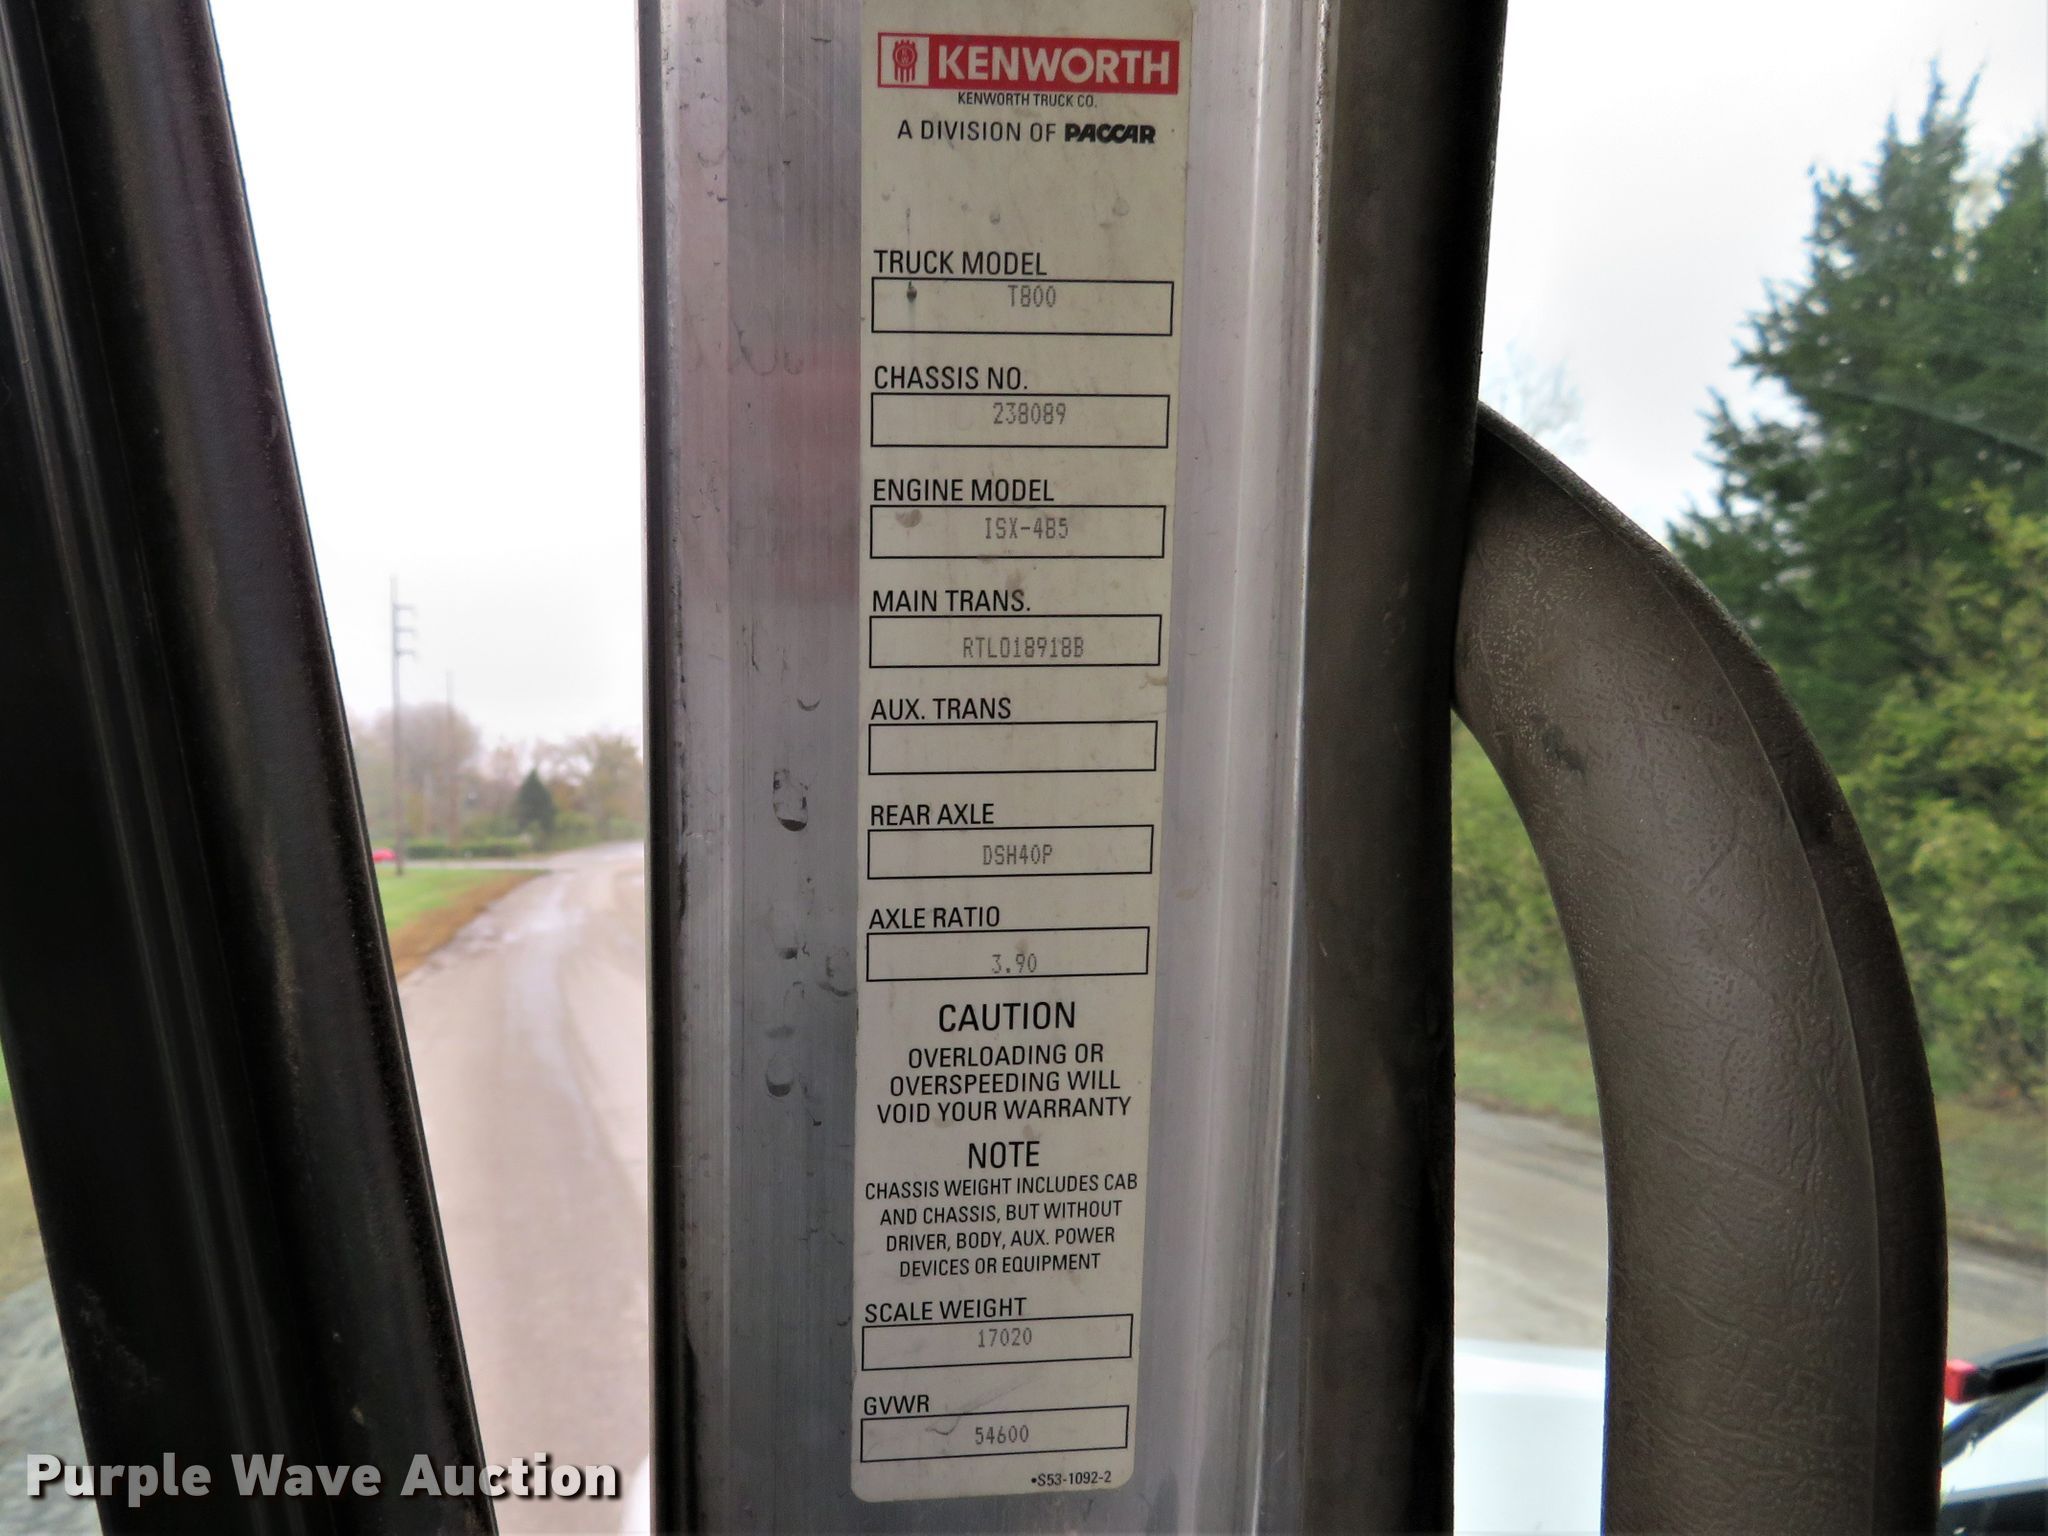 KENWORTH
KENWORTH TRUCK CO.
A DIVISION OF PACCAR
TRUCK MODEL
T800
CHASSIS NO.
238089
ENGINE MODEL
ISX-485
MAIN TRANS.
RTLO18918B
AUX. TRANS
REAR AXLE
DSH40P
AXLE RATIO
3.90
CAUTION
OVERLOADING OR
OVERSPEEDING WILL
VOID YOUR WARRANTY
NOTE
CHASSIS WEIGHT INCLUDES CAB
AND CHASSIS, BUT WITHOUT
DRIVER, BODY, AUX. POWER
DEVICES OR EQUIPMENT
SCALE WEIGHT
17020
GVWR
54600
•S53-1092-2
Purple Wave Auction